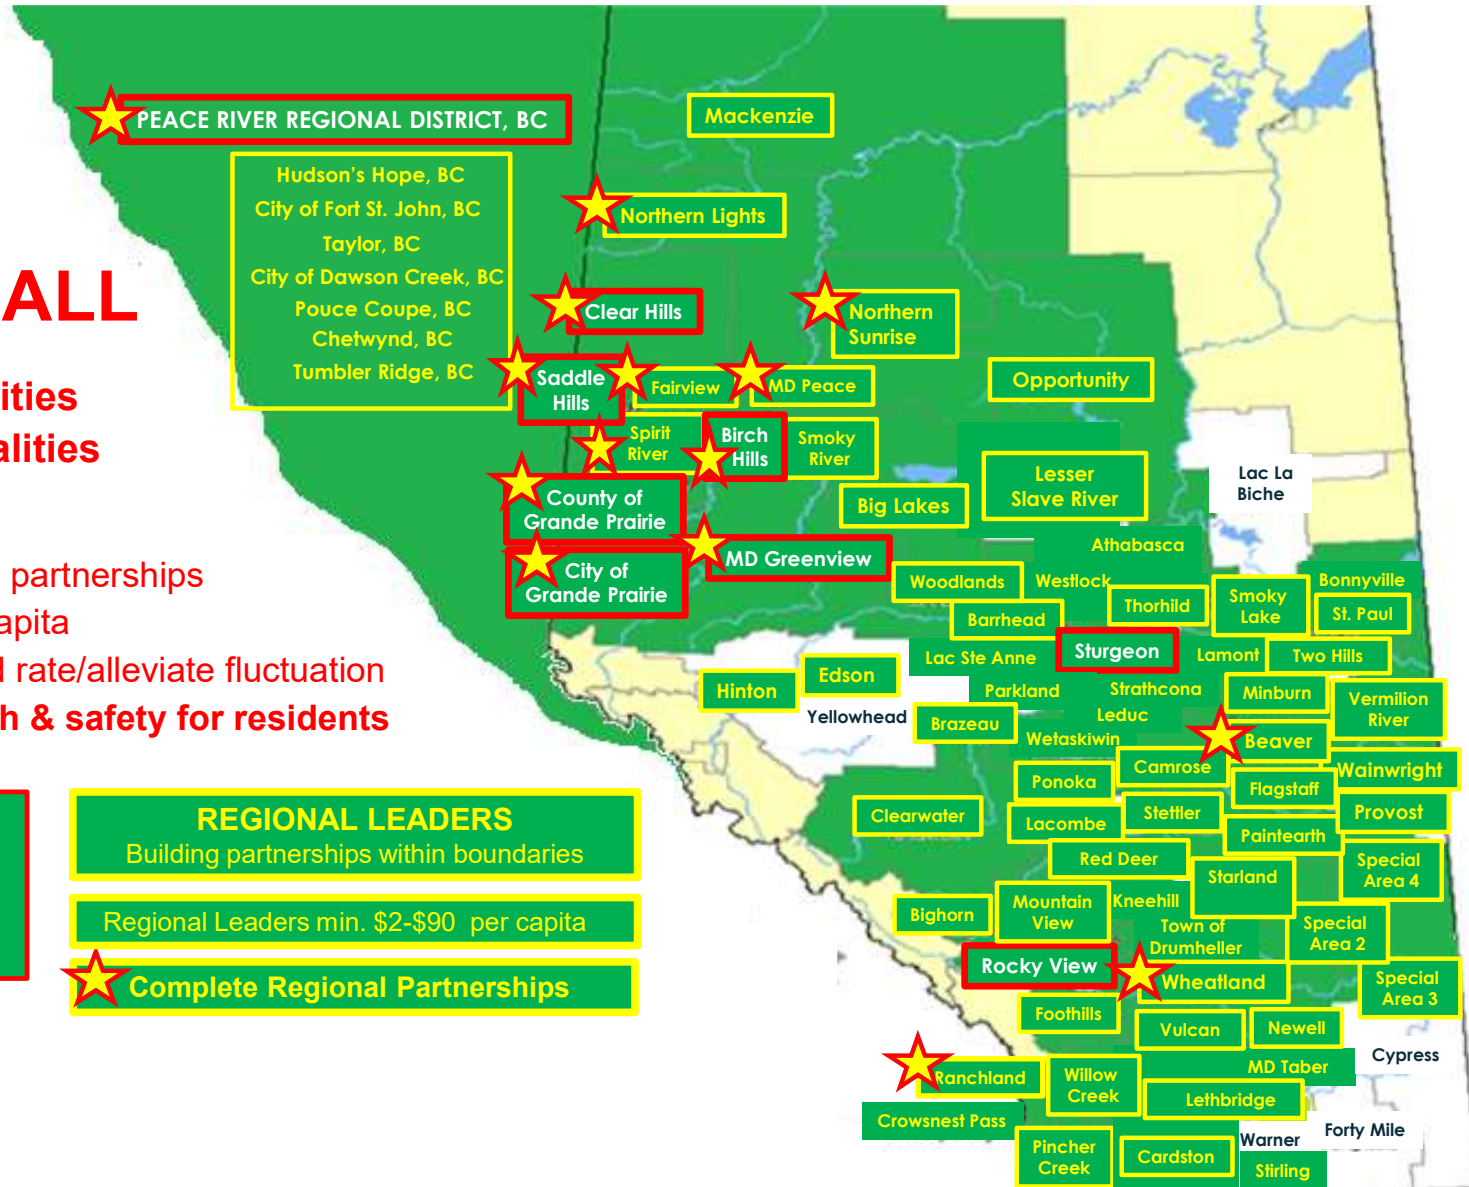 PEACE RIVER REGIONAL DISTRICT, BC
Mackenzie
Hudson's Hope, BC
City of Fort St. John, BC
Taylor, BC
City of Dawson Creek, BC
Pouce Coupe, BC
Chetwynd, BC
Tumbler Ridge, BC
Northern Lights
ALL
Clear Hills
Northern
Sunrise
ities
alities
Saddle
Hills
Fairview
MD Peace
Opportunity
Spirit
River
Birch
Hills
Smoky
River
Lesser
Slave River
Lac La
Biche
County of
Grande Prairie
Big Lakes
City of
Grande Prairie
MD Greenview
Athabasca
partnerships
apita
d rate/alleviate fluctuation
h & safety for residents
Woodlands
Westlock
Barrhead
Thorhild
Smoky
Lake
Bonnyville
St. Paul
Lac Ste Anne
Sturgeon
Lamont
Two Hills
Hinton
Edson
Yellowhead
Parkland
Strathcona
Minburn
Vermilion
River
Brazeau
Leduc
Wetaskiwin
Beaver
Camrose
Wainwright
Ponoka
Flagstaff
Clearwater
Lacombe
Stettler
Provost
Paintearth
Red Deer
Starland
Special
Area 4
REGIONAL LEADERS
Building partnerships within boundaries
Regional Leaders min. $2-$90 per capita
Complete Regional Partnerships
Bighorn
Mountain
View
Kneehill
Town of
Drumheller
Special
Area 2
Rocky View
Wheatland
Special
Area 3
Foothills
Vulcan
Newell
Cypress
Ranchland
Willow
Creek
MD Taber
Lethbridge
Crowsnest Pass
Pincher
Creek
Cardston
Warner
Forty Mile
Stirling